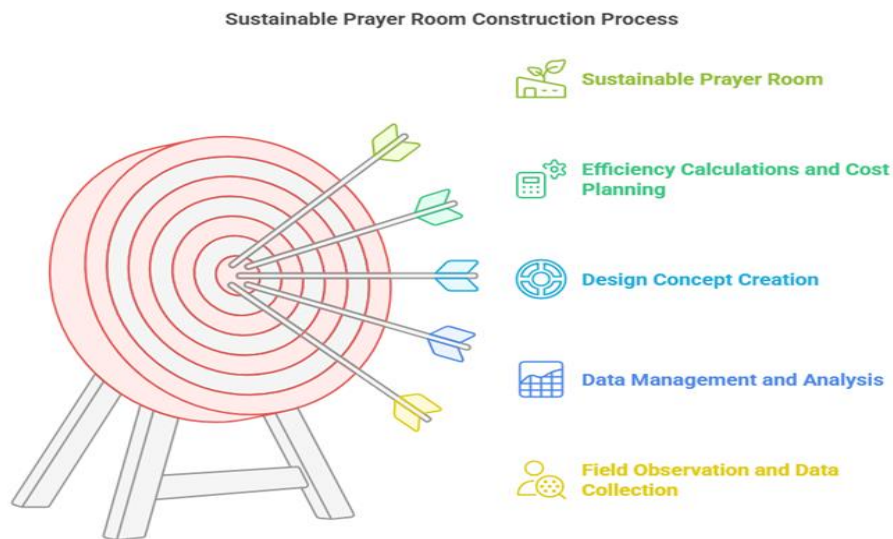 Sustainable Prayer Room Construction Process
Sustainable Prayer Room
Efficiency Calculations and Cost
Planning
Design Concept Creation
Data Management and Analysis
Field Observation and Data
Collection